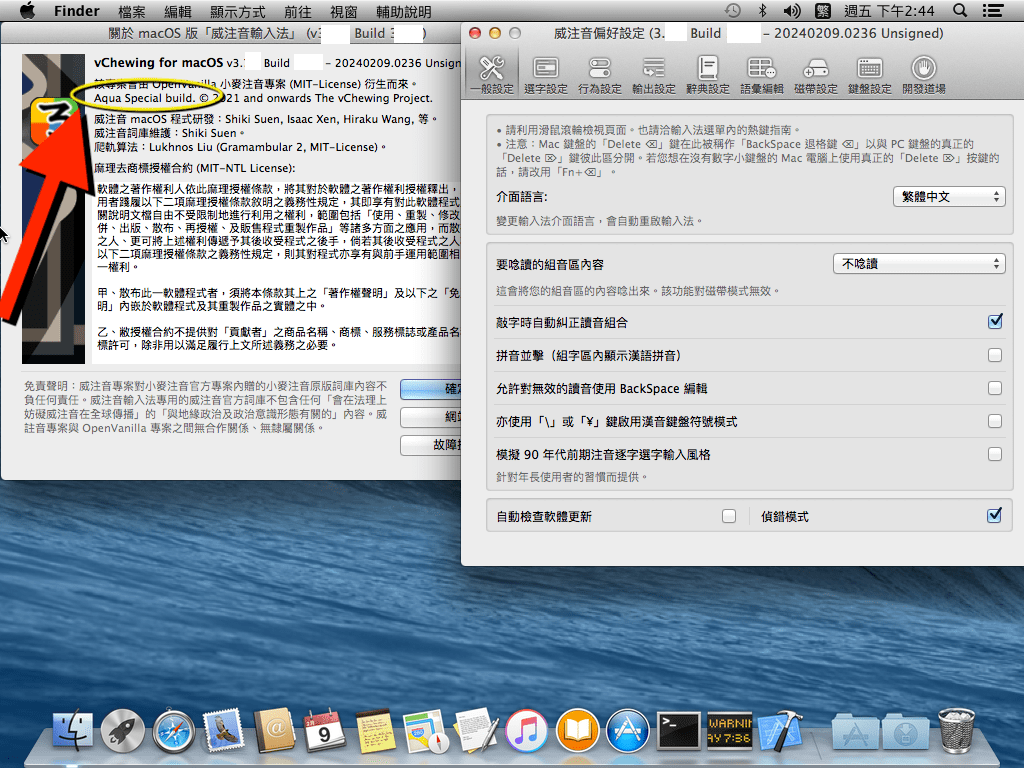 Finder 檔案 編輯 顯示方式 前往 視窗 輔助說明 繁 週五 下午2:44
關於 macOS 版「威注音輸入法」 (v3 Build 3 )
vChewing for macOS v3. Build – 20240209.0236 Unsign
該專案曾由 OpenVanilla 小麥注音專案 (MIT-License) 衍生而來。
Aqua Special build. © 2021 and onwards The vChewing Project.
威注音 macOS 程式研發：Shiki Suen, Isaac Xen, Hiraku Wang, 等。
威注音詞庫維護：Shiki Suen。
爬軌算法：Lukhnos Liu (Gramambular 2, MIT-License)。
麻理去商標授權合約 (MIT-NTL License):
軟體之著作權利人依此麻理授權條款，將其對於軟體之著作權利授權釋出，
用者踐履以下二項麻理授權條款敘明之義務性規定，其即享有對此軟體程式
關說明文檔自由不受限制地進行利用之權利，範圍包括「使用、重製、修改
併、出版、散布、再授權、及販售程式重製作品」等諸多方面之應用，而散
之人、更可將上述權利傳遞予其後收受程式之後手，倘若其後收受程式之人
以下二項麻理授權條款之義務性規定，則其對程式亦享有與前手運用範圍相
一權利。
甲、散布此一軟體程式者，須將本條款其上之「著作權聲明」及以下之「免
明」內嵌於軟體程式及其重製作品之實體之中。
乙、敝授權合約不提供對「貢獻者」之商品名稱、商標、服務標誌或產品名
標許可，除非用以滿足履行上文所述義務之必要。
免責聲明：威注音專案對小麥注音官方專案內贈的小麥注音原版詞庫內容不
負任何責任。威注音輸入法專用的威注音官方詞庫不包含任何「會在法理上
妨礙威注音在全球傳播」的「與地緣政治及政治意識形態有關的」內容。威
註音專案與 OpenVanilla 專案之間無合作關係、無隸屬關係。
確
網
故障
威注音偏好設定 (3. Build – 20240209.0236 Unsigned)
一般設定 選字設定 行為設定 輸出設定 辭典設定 語彙編輯 磁帶設定 鍵盤設定 開發道場
• 請利用滑鼠滾輪檢視頁面。也請洽輸入法選單內的熱鍵指南。
• 注意：Mac 鍵盤的「Delete ⌫」鍵在此被稱作「BackSpace 退格鍵 ⌫」以與 PC 鍵盤的真正的
「Delete ⌦」鍵彼此區分開。若您想在沒有數字小鍵盤的 Mac 電腦上使用真正的「Delete ⌦」按鍵的
話，請改用「Fn+⌫」。
介面語言: 繁體中文
變更輸入法介面語言，會自動重啟輸入法。
要唸讀的組音區內容 不唸讀
這會將您的組音區的內容唸出來。該功能對磁帶模式無效。
敲字時自動糾正讀音組合
拼音並擊（組字區內顯示漢語拼音）
允許對無效的讀音使用 BackSpace 編輯
亦使用「\」或「¥」鍵啟用漢音鍵盤符號模式
模擬 90 年代前期注音逐字選字輸入風格
針對年長使用者的習慣而提供。
自動檢查軟體更新 偵錯模式
9
WARNIN
AY 7:36